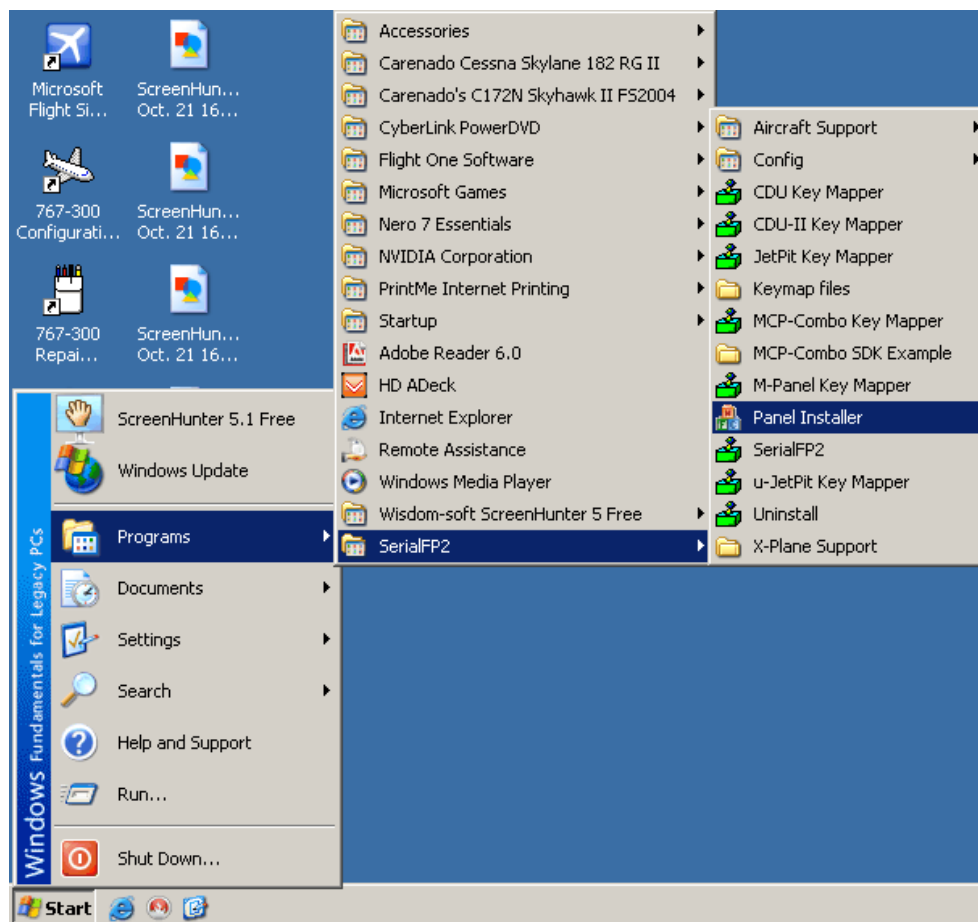 Microsoft
Flight Si...
ScreenHun...
Oct. 21 16...
767-300
Configurati...
ScreenHun...
Oct. 21 16...
767-300
Repai...
ScreenHun...
Oct. 21 16...
Windows Fundamentals for Legacy PCs
ScreenHunter 5.1 Free
Windows Update
Programs
Documents
Settings
Search
Help and Support
Run...
Shut Down...
Start
Accessories
Carenado Cessna Skylane 182 RG II
Carenado's C172N Skyhawk II FS2004
CyberLink PowerDVD
Flight One Software
Microsoft Games
Nero 7 Essentials
NVIDIA Corporation
PrintMe Internet Printing
Startup
Adobe Reader 6.0
HD ADeck
Internet Explorer
Remote Assistance
Windows Media Player
Wisdom-soft ScreenHunter 5 Free
SerialFP2
Aircraft Support
Config
CDU Key Mapper
CDU-II Key Mapper
JetPit Key Mapper
Keymap files
MCP-Combo Key Mapper
MCP-Combo SDK Example
M-Panel Key Mapper
Panel Installer
SerialFP2
u-JetPit Key Mapper
Uninstall
X-Plane Support